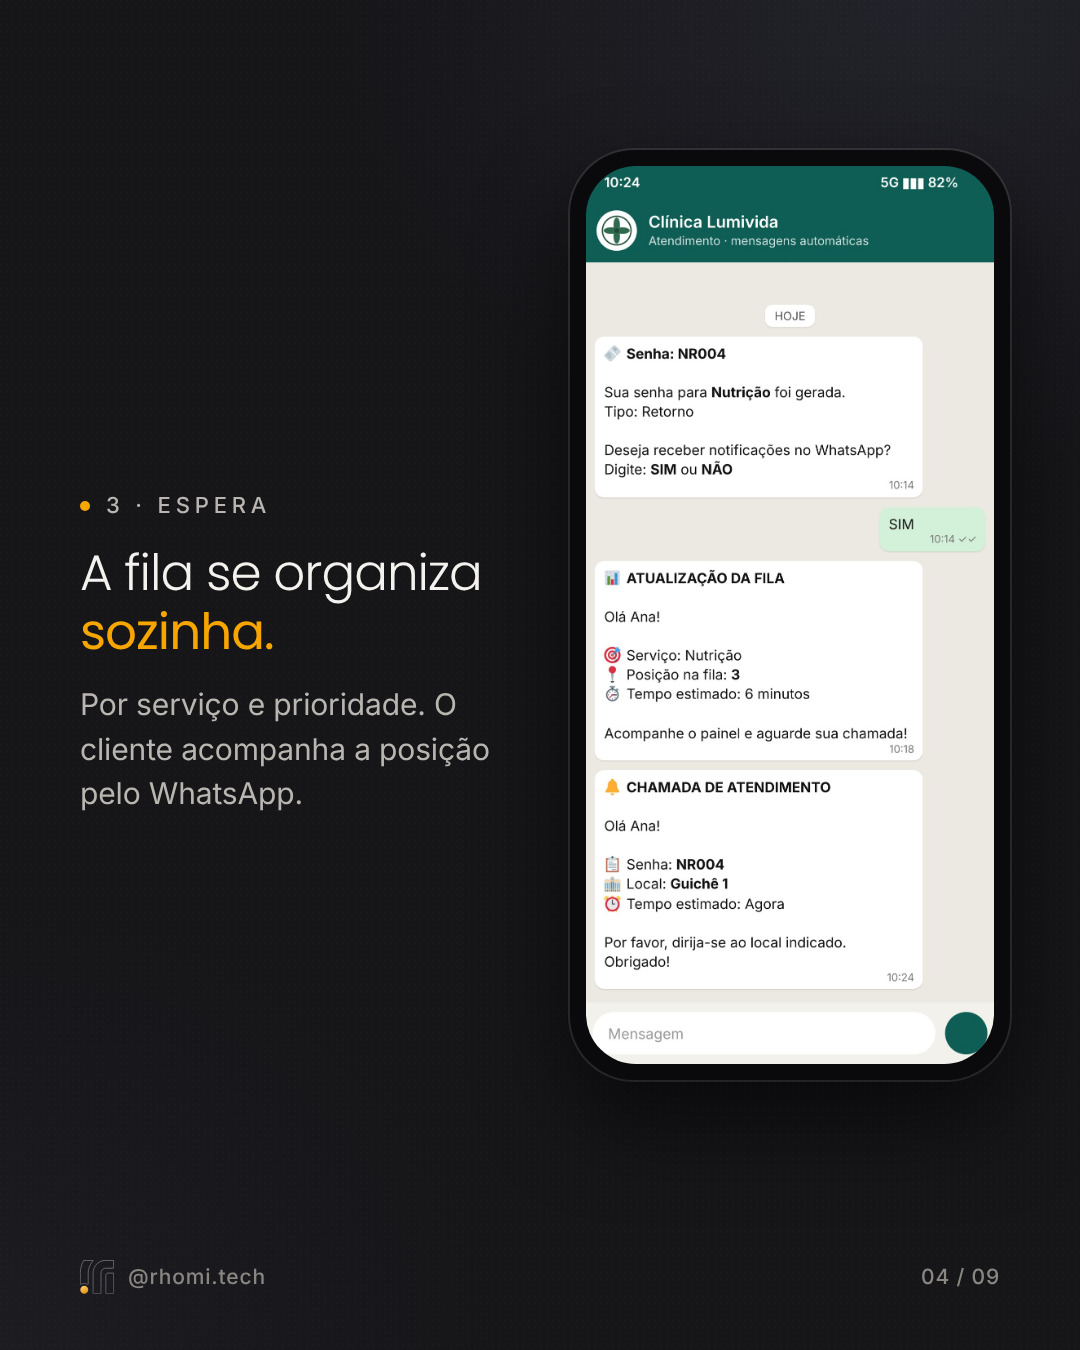 3 · ESPERA
A fila se organiza
sozinha.
Por serviço e prioridade. O
cliente acompanha a posição
pelo WhatsApp.
10:24
5G 82%
Clínica Lumivida
Atendimento · mensagens automáticas
HOJE
Senha: NR004
Sua senha para Nutrição foi gerada.
Tipo: Retorno
Deseja receber notificações no WhatsApp?
Digite: SIM ou NÃO
10:14
SIM
10:14
ATUALIZAÇÃO DA FILA
Olá Ana!
Serviço: Nutrição
Posição na fila: 3
Tempo estimado: 6 minutos
Acompanhe o painel e aguarde sua chamada!
10:18
CHAMADA DE ATENDIMENTO
Olá Ana!
Senha: NR004
Local: Guichê 1
Tempo estimado: Agora
Por favor, dirija-se ao local indicado.
Obrigado!
10:24
Mensagem
@rhomi.tech
04 / 09